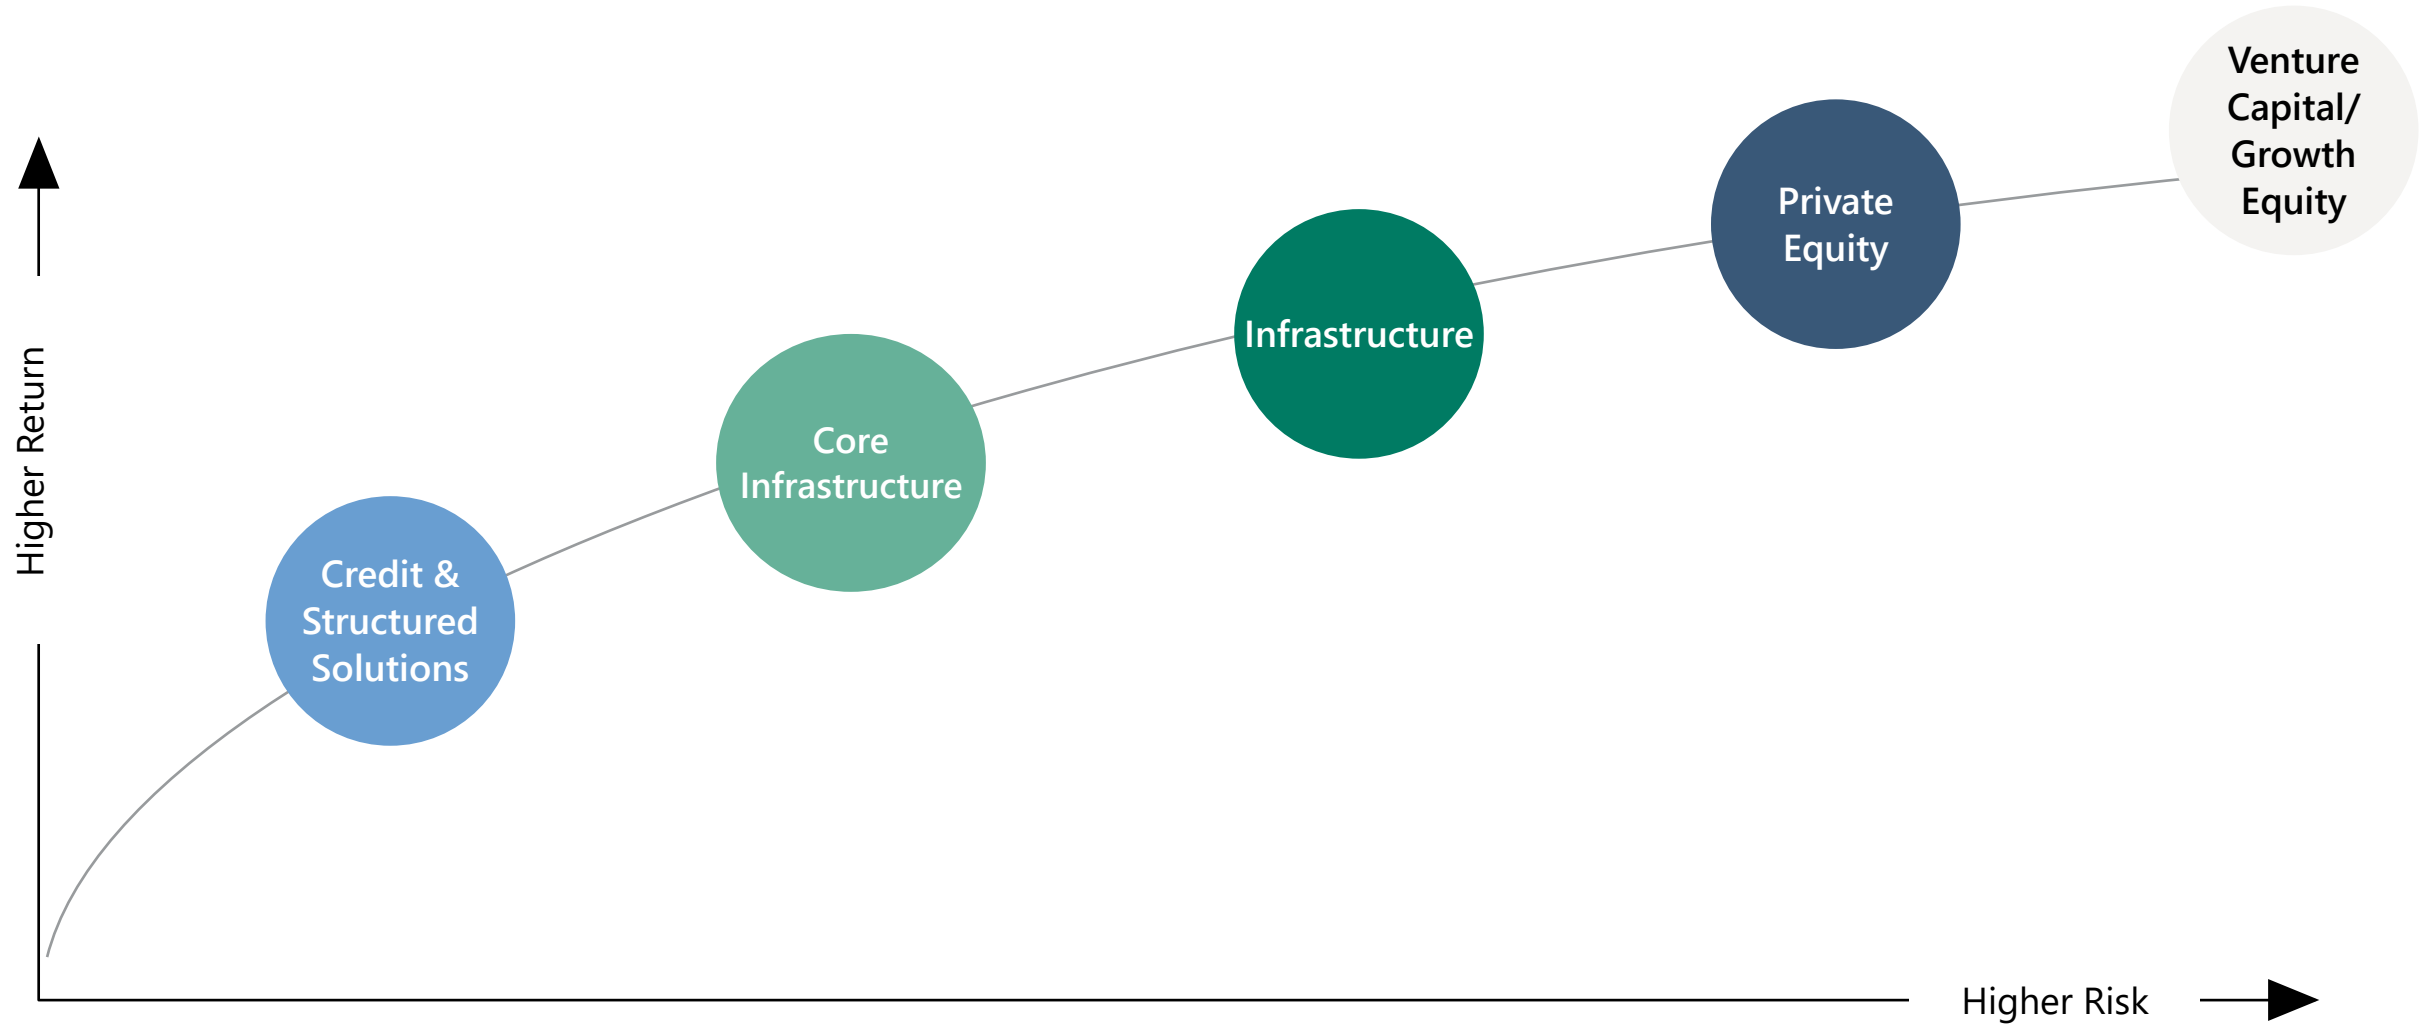 Venture
Capital/
Growth
Equity
Private
Equity
Infrastructure
Core
Infrastructure
Credit &
Structured
Solutions
Higher Return
Higher Risk